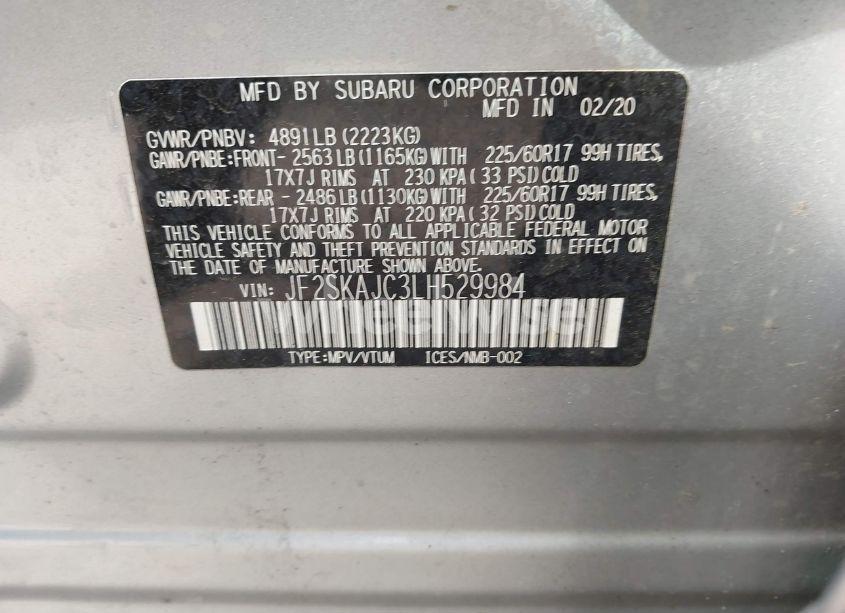 MFD BY SUBARU CORPORATION
MFD IN 02/20
GVWR/PNBV: 4891LB(2223KG)
GAWR/PNBE:FRONT- 2563LB(1165KG)WITH 225/60R17 99H TIRES,
17X7J RIMS AT 230 KPA( 33 PSI)COLD
GAWR/PNBE:REAR - 2486LB(1130KG)WITH 225/60R17 99H TIRES,
17X7J RIMS AT 220 KPA( 32 PSI)COLD
THIS VEHICLE CONFORMS TO ALL APPLICABLE FEDERAL MOTOR
VEHICLE SAFETY AND THEFT PREVENTION STANDARDS IN EFFECT ON
THE DATE OF MANUFACTURE SHOWN ABOVE.
VIN: JF2SKAJC3LH529984
WheelWise
TYPE:MPV/VTUM ICES/NMB-002